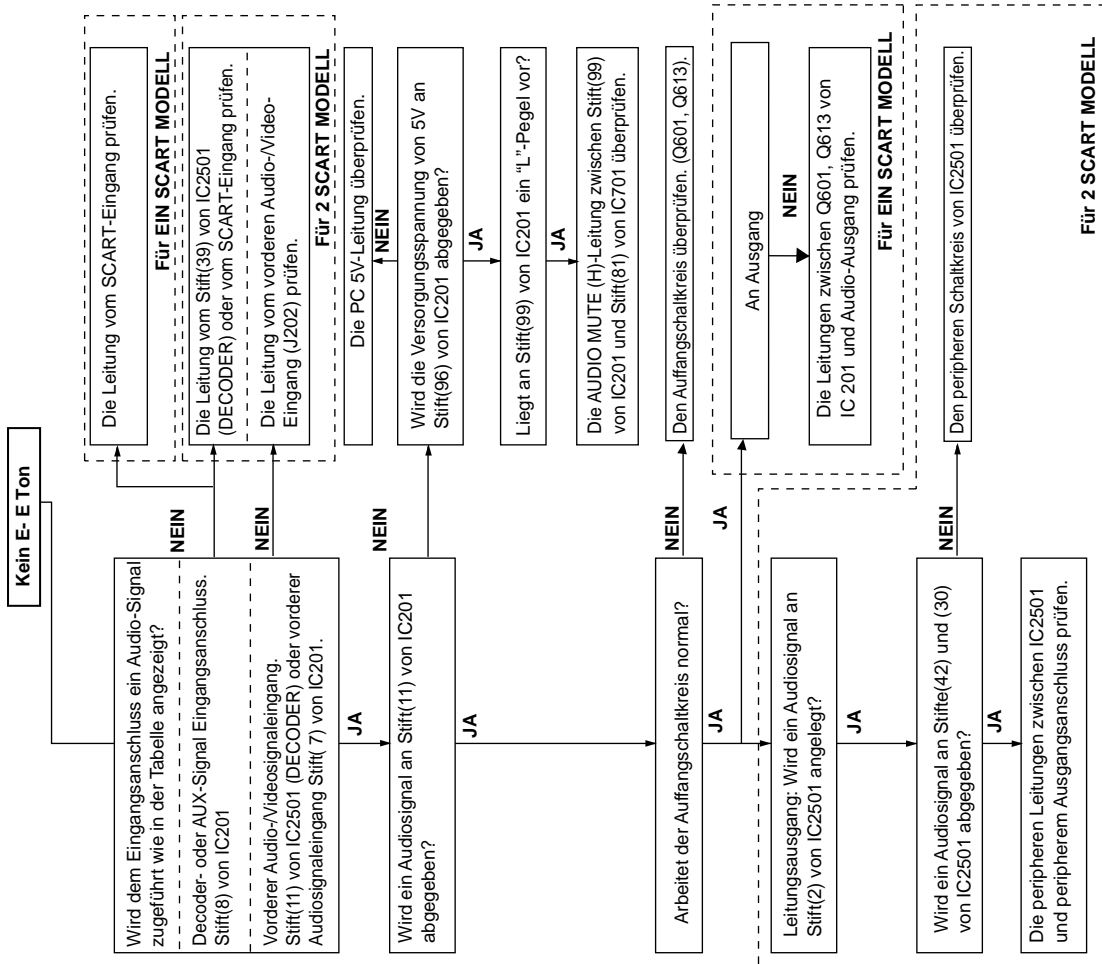 Kein E- E Ton
Wird dem Eingangsanschluss ein Audio-Signal
zugeführt wie in der Tabelle angezeigt?
Decoder- oder AUX-Signal Eingangsanschluss.
Stift(8) von IC201
Vorderer Audio-/Videosignaleingang.
Stift(11) von IC2501 (DECODER) oder vorderer
Audiosignaleingang Stift( 7) von IC201.
NEIN
NEIN
JA
Die Leitung vom SCART-Eingang prüfen.
Für EIN SCART MODELL
Die Leitung vom Stift(39) von IC2501
(DECODER) oder vom SCART-Eingang prüfen.
Die Leitung vom vorderen Audio-/Video-
Eingang (J202) prüfen.
Für 2 SCART MODELL
Wird ein Audiosignal an Stift(11) von IC201
abgegeben?
NEIN
JA
Die PC 5V-Leitung überprüfen.
NEIN
Wird die Versorgungsspannung von 5V an
Stift(96) von IC201 abgegeben?
JA
Liegt an Stift(99) von IC201 ein “L”-Pegel vor?
JA
Die AUDIO MUTE (H)-Leitung zwischen Stift(99)
von IC201 und Stift(81) von IC701 überprüfen.
Arbeitet der Auffangschaltkreis normal?
NEIN
Den Auffangschaltkreis überprüfen. (Q601, Q613).
JA
JA
An Ausgang
NEIN
Die Leitungen zwischen Q601, Q613 von
IC 201 und Audio-Ausgang prüfen.
Für EIN SCART MODELL
Leitungsausgang: Wird ein Audiosignal an
Stift(2) von IC2501 angelegt?
JA
Wird ein Audiosignal an Stifte(42) und (30)
von IC2501 abgegeben?
NEIN
Den peripheren Schaltkreis von IC2501 überprüfen.
JA
Die peripheren Leitungen zwischen IC2501
und peripherem Ausgangsanschluss prüfen.
Für 2 SCART MODELL